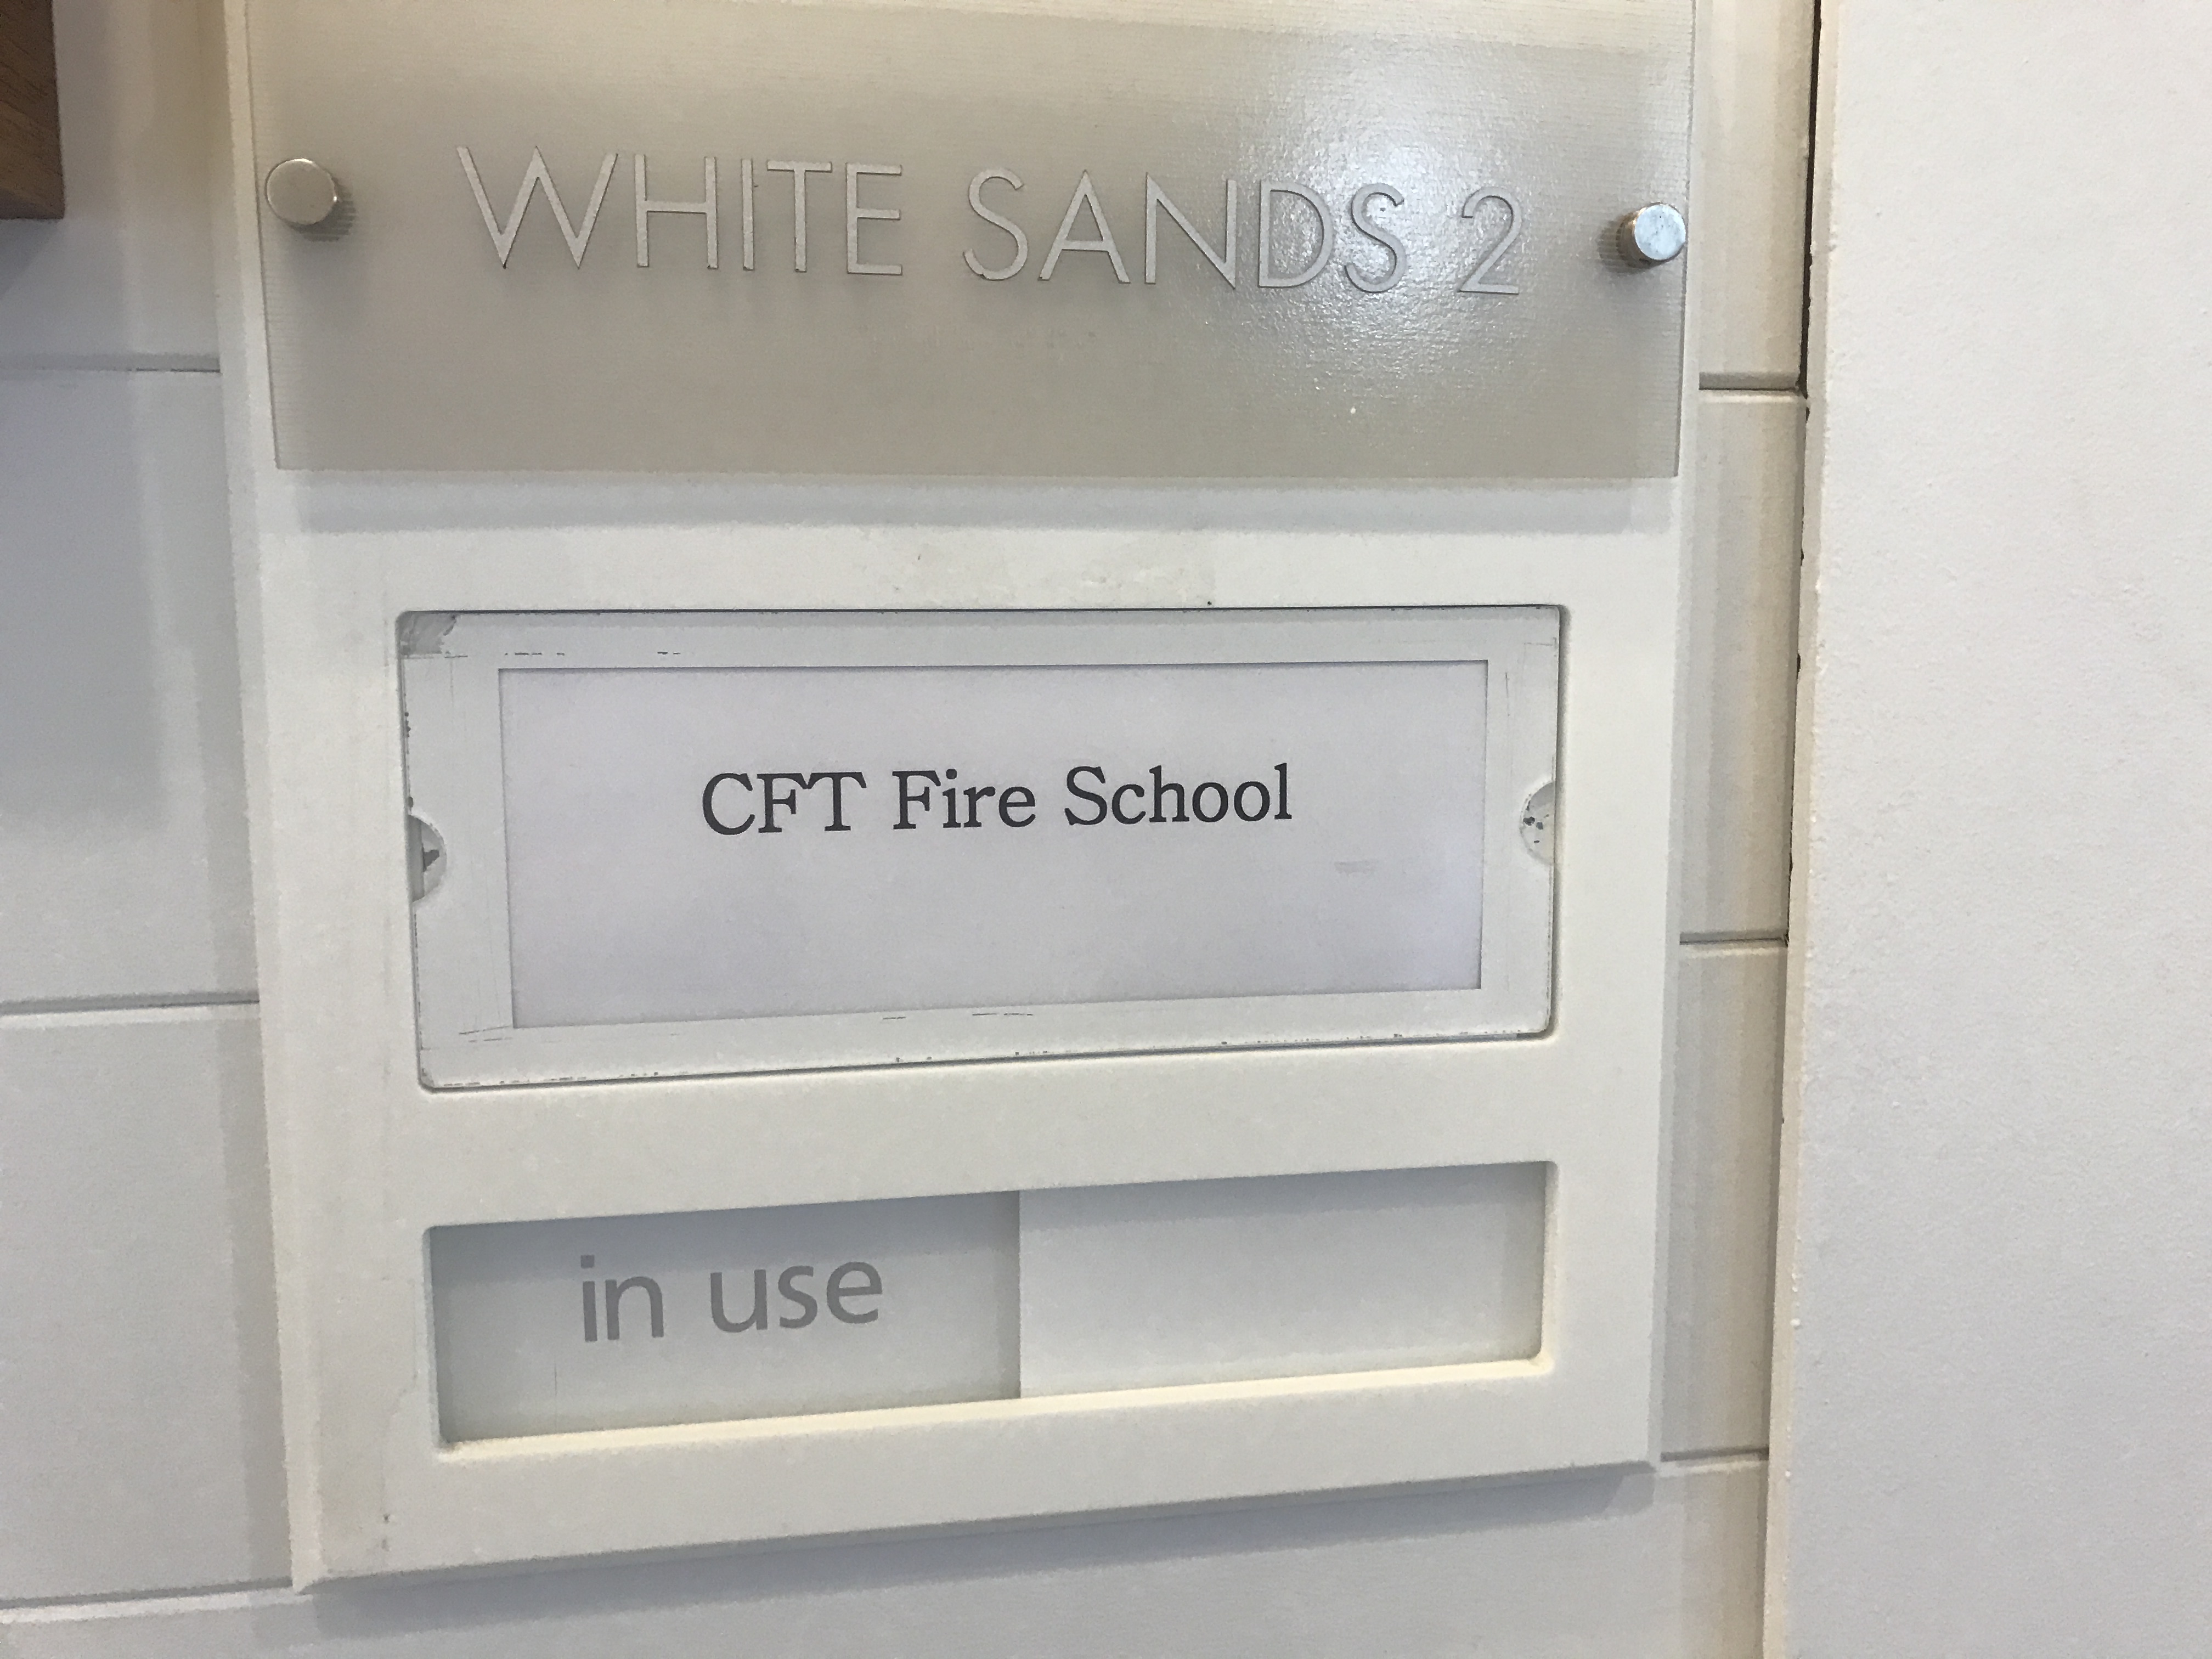 WHITE SANDS 2
CFT Fire School
in use